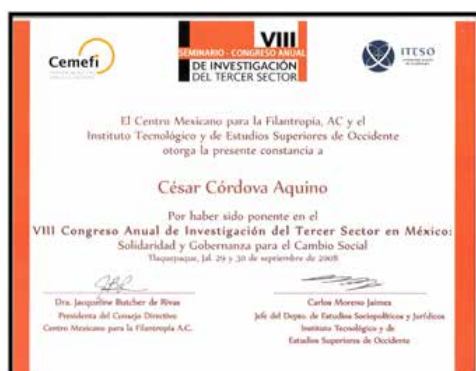 Cemefi
VIII
SEMINARIO - CONGRESO ANUAL
DE INVESTIGACIÓN
DEL TERCER SECTOR
ITESO
El Centro Mexicano para la Filantropía, AC y el
Instituto Tecnológico y de Estudios Superiores de Occidente
otorga la presente constancia a
César Córdova Aquino
Por haber sido ponente en el
VIII Congreso Anual de Investigación del Tercer Sector en México:
Solidaridad y Gobernanza para el Cambio Social
Tlaquepaque, Jal. 29 y 30 de septiembre de 2008
Dra. Jacqueline Butcher de Rivas
Presidenta del Consejo Directivo
Centro Mexicano para la Filantropía A.C.
Carlos Moreno Jaimes
Jefe del Depto. de Estudios Sociopolíticos y Jurídicos
Instituto Tecnológico y de
Estudios Superiores de Occidente